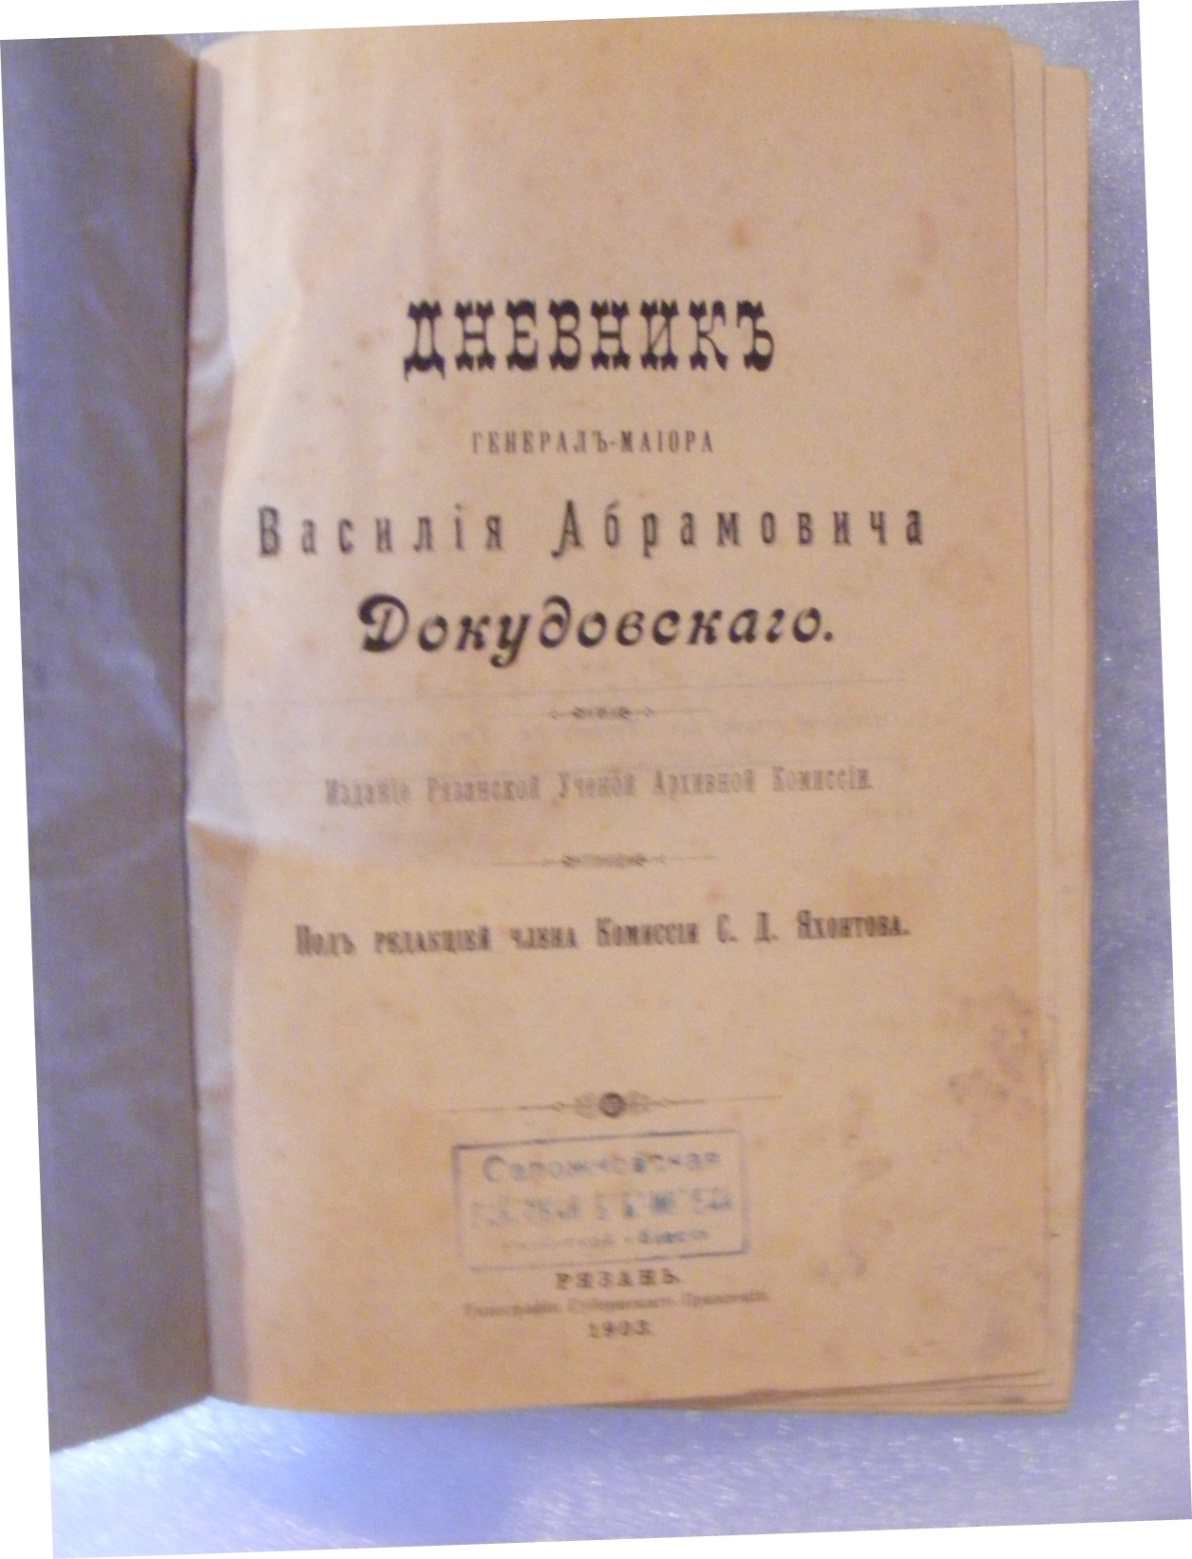 ДНЕВНИКЪ
ГЕНЕРАЛЪ-МАІОРА
Василія Абрамовича
Докудовскаго.
Изданіе Рязанской Ученой Архивной Комиссіи.
Подъ редакціей члена Комиссіи С. Д. Яхонтова.
Сапожковская
РЯЗАНЬ.
Типографія Губернскаго Правленія.
1903.